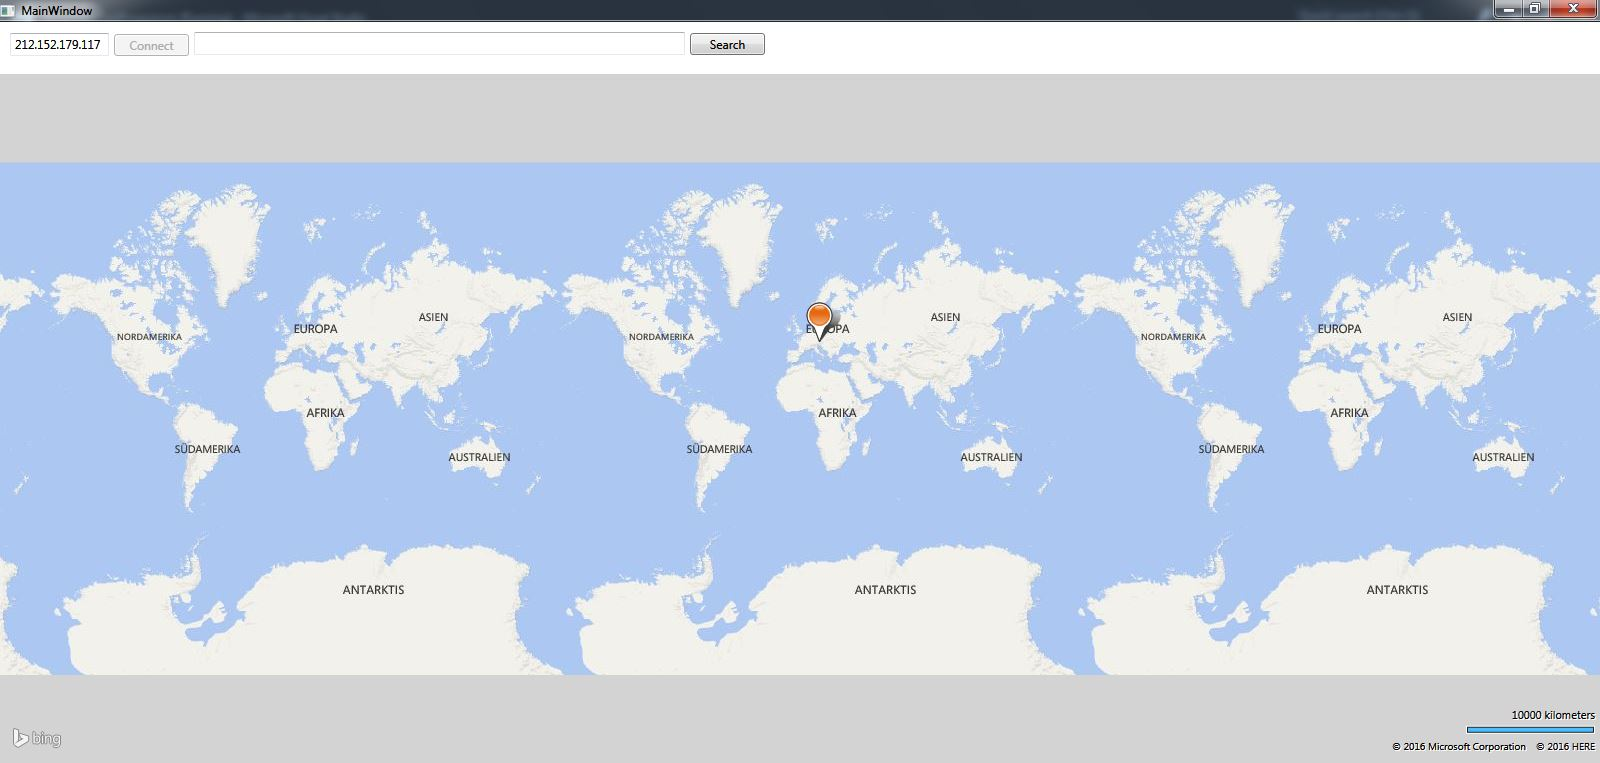 MainWindow
212.152.179.117 Connect Search
ASIEN ASIEN ASIEN
EUROPA EUROPA EUROPA
NORDAMERIKA NORDAMERIKA NORDAMERIKA
AFRIKA AFRIKA AFRIKA
SÜDAMERIKA SÜDAMERIKA SÜDAMERIKA
AUSTRALIEN AUSTRALIEN AUSTRALIEN
ANTARKTIS ANTARKTIS ANTARKTIS
10000 kilometers
bing
© 2016 Microsoft Corporation © 2016 HERE